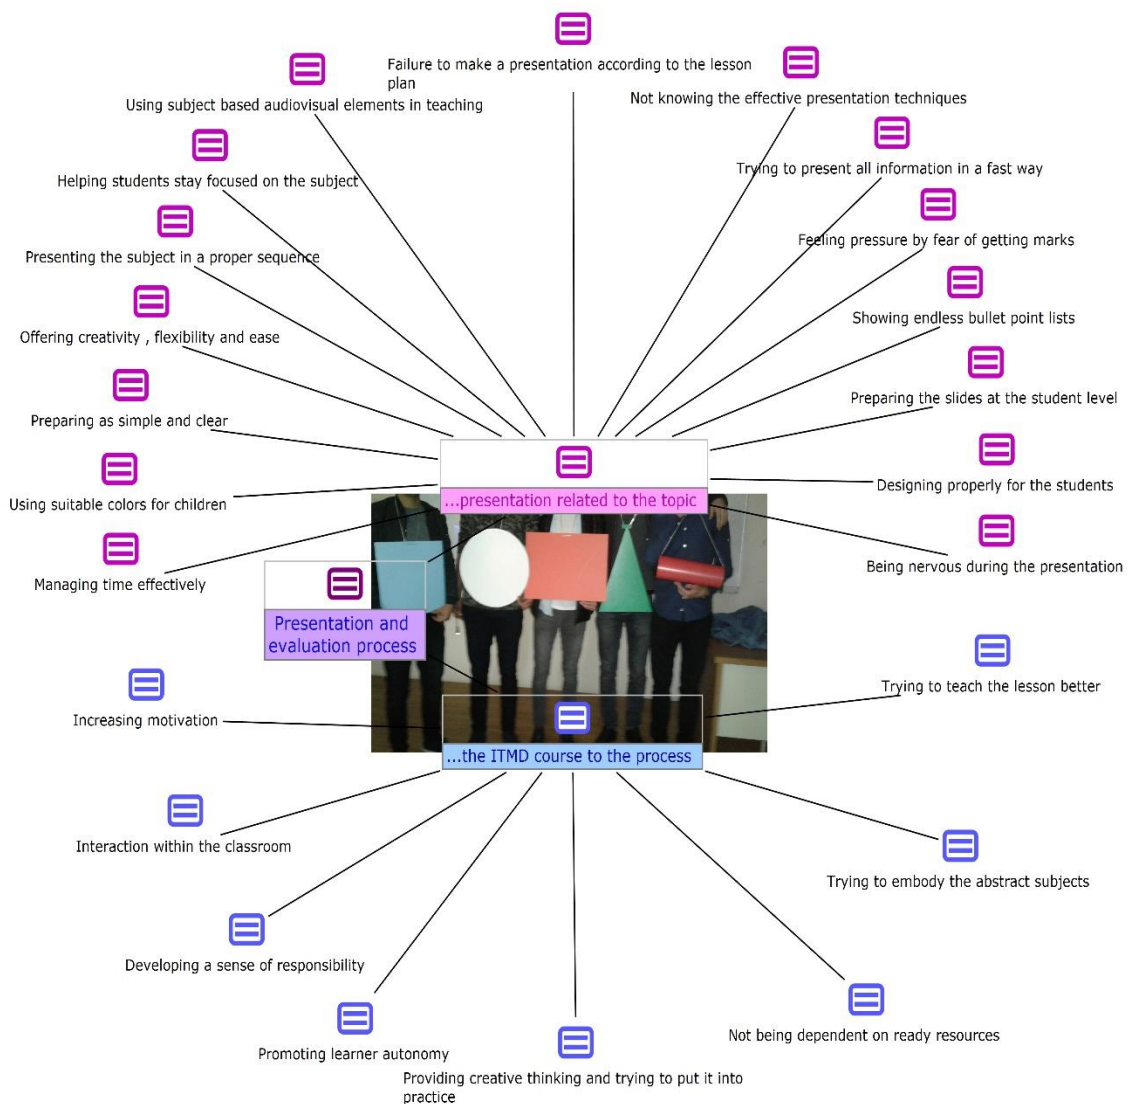 Failure to make a presentation according to the lesson
plan
Using subject based audiovisual elements in teaching
Not knowing the effective presentation techniques
Helping students stay focused on the subject
Trying to present all information in a fast way
Presenting the subject in a proper sequence
Feeling pressure by fear of getting marks
Offering creativity , flexibility and ease
Showing endless bullet point lists
Preparing as simple and clear
Preparing the slides at the student level
Using suitable colors for children
Designing properly for the students
...presentation related to the topic
Managing time effectively
Being nervous during the presentation
Presentation and
evaluation process
Increasing motivation
Trying to teach the lesson better
...the ITMD course to the process
Interaction within the classroom
Trying to embody the abstract subjects
Developing a sense of responsibility
Not being dependent on ready resources
Promoting learner autonomy
Providing creative thinking and trying to put it into
practice